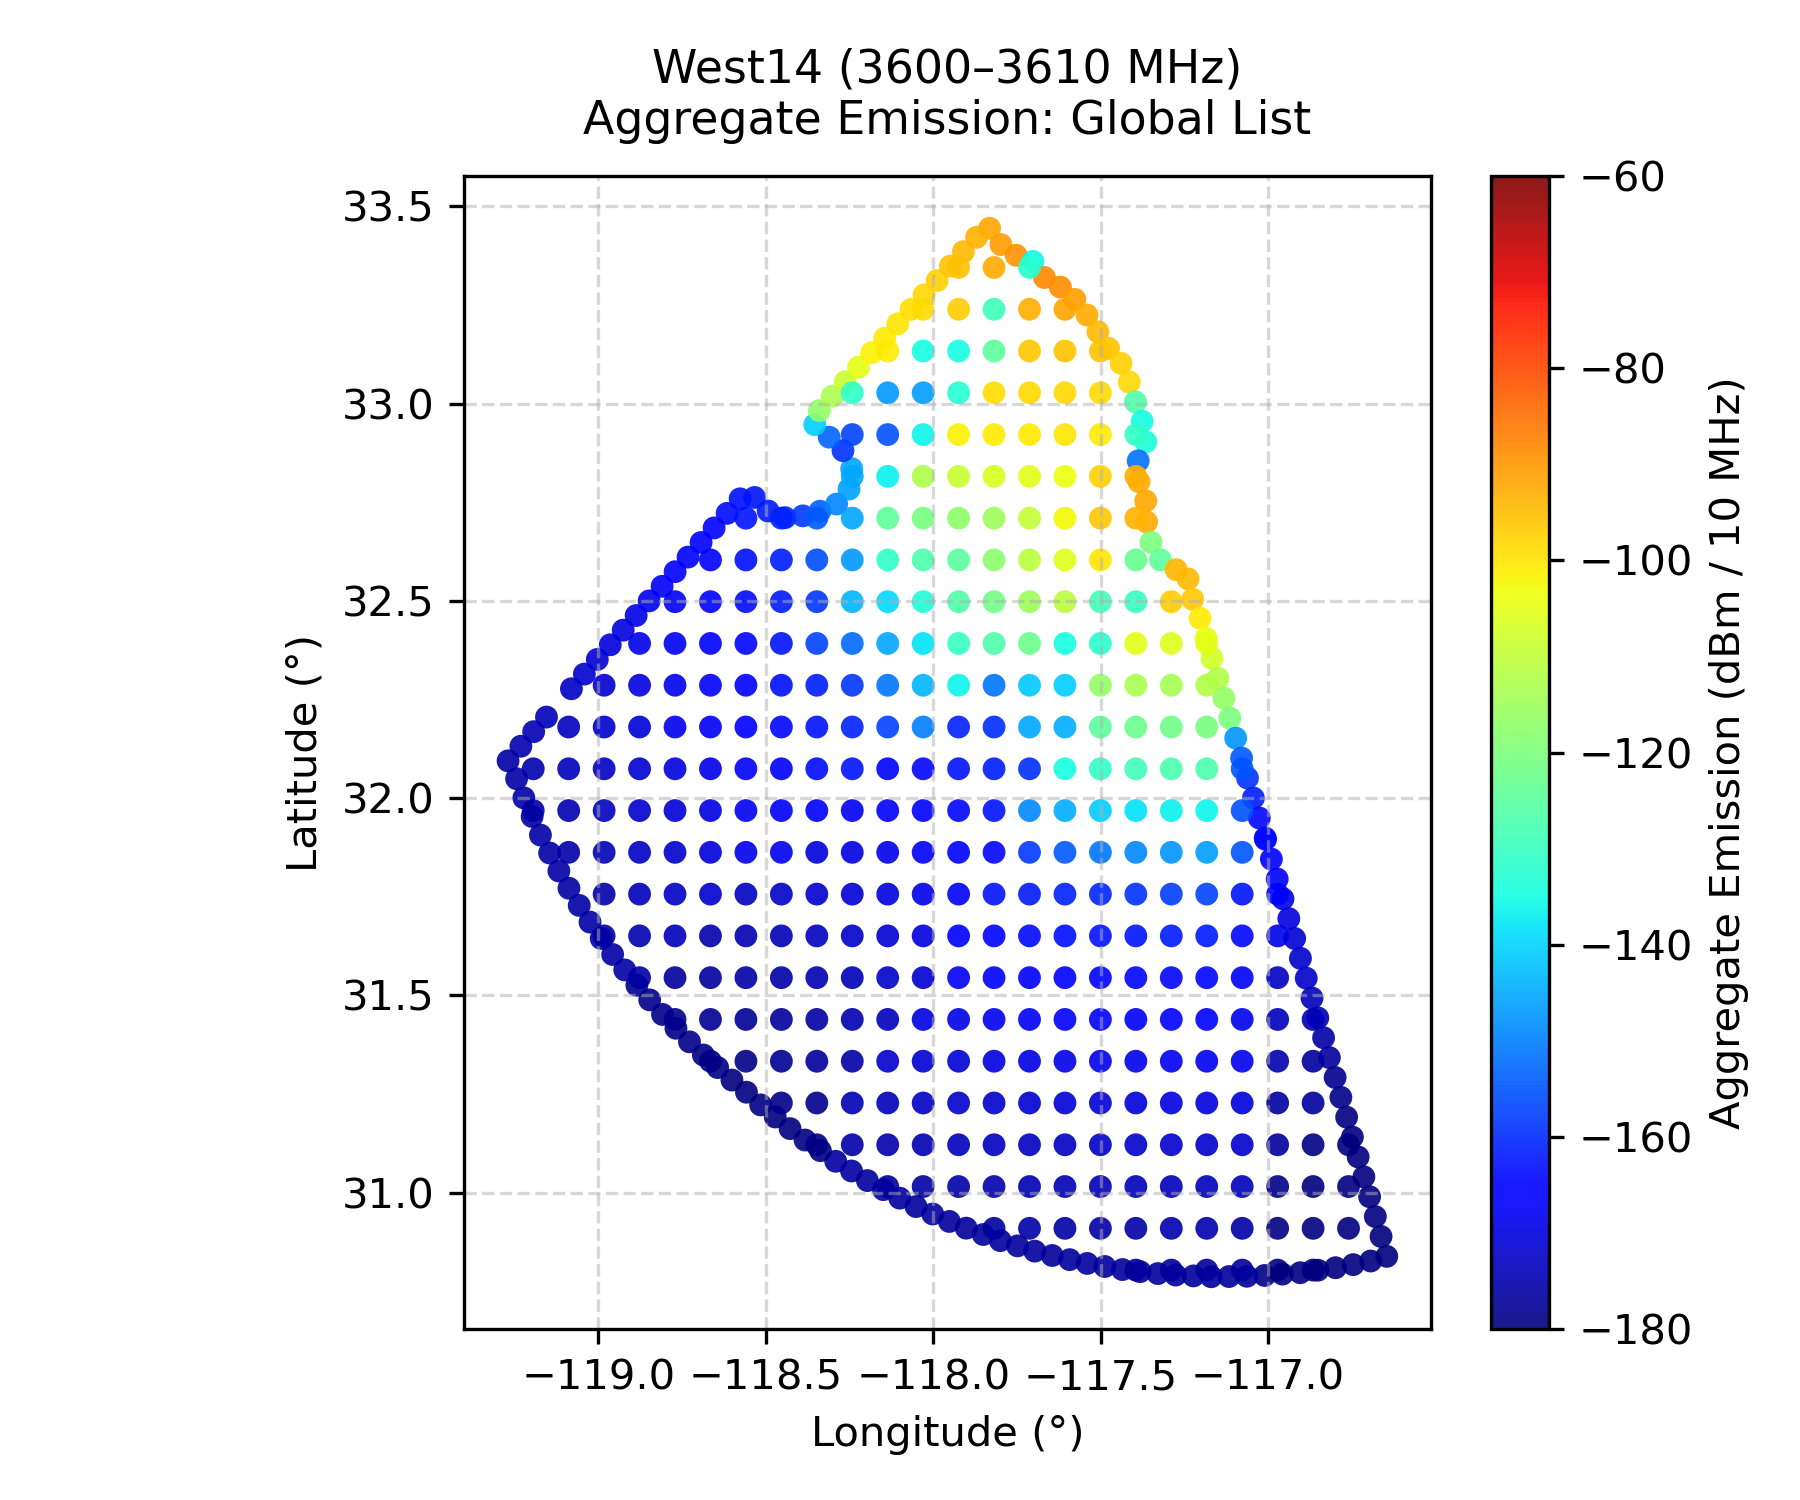 West14 (3600–3610 MHz)
Aggregate Emission: Global List
33.5
33.0
32.5
32.0
31.5
31.0
Latitude (°)
−119.0 −118.5 −118.0 −117.5 −117.0
Longitude (°)
−60
−80
−100
−120
−140
−160
−180
Aggregate Emission (dBm / 10 MHz)